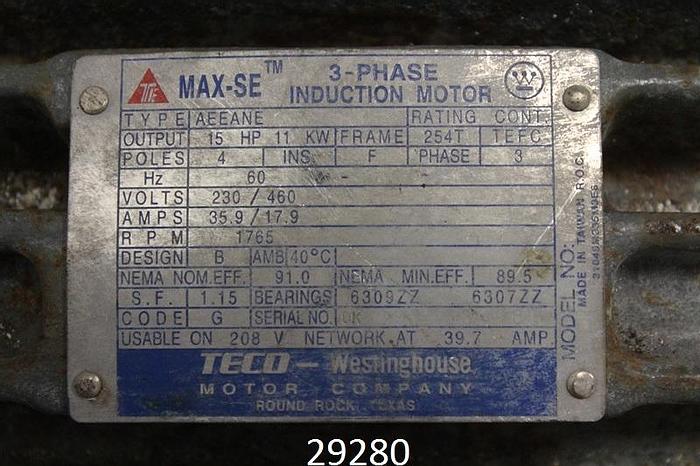 MAX-SE™ 3-PHASE INDUCTION MOTOR
TYPE AEEANE RATING CONT.
OUTPUT 15 HP 11 KW FRAME 254T TEFC
POLES 4 INS. F PHASE 3
Hz 60 - -
VOLTS 230 / 460
AMPS 35.9 / 17.9
RPM 1765
DESIGN B AMB 40°C
NEMA NOM.EFF. 91.0 NEMA MIN.EFF. 89.5
S.F. 1.15 BEARINGS 6309ZZ 6307ZZ
CODE G SERIAL NO.
USABLE ON 208 V NETWORK AT 39.7 AMP
TECO - Westinghouse
MOTOR COMPANY
ROUND ROCK TEXAS
MODEL NO:
MADE IN TAIWAN R.O.C.
29280